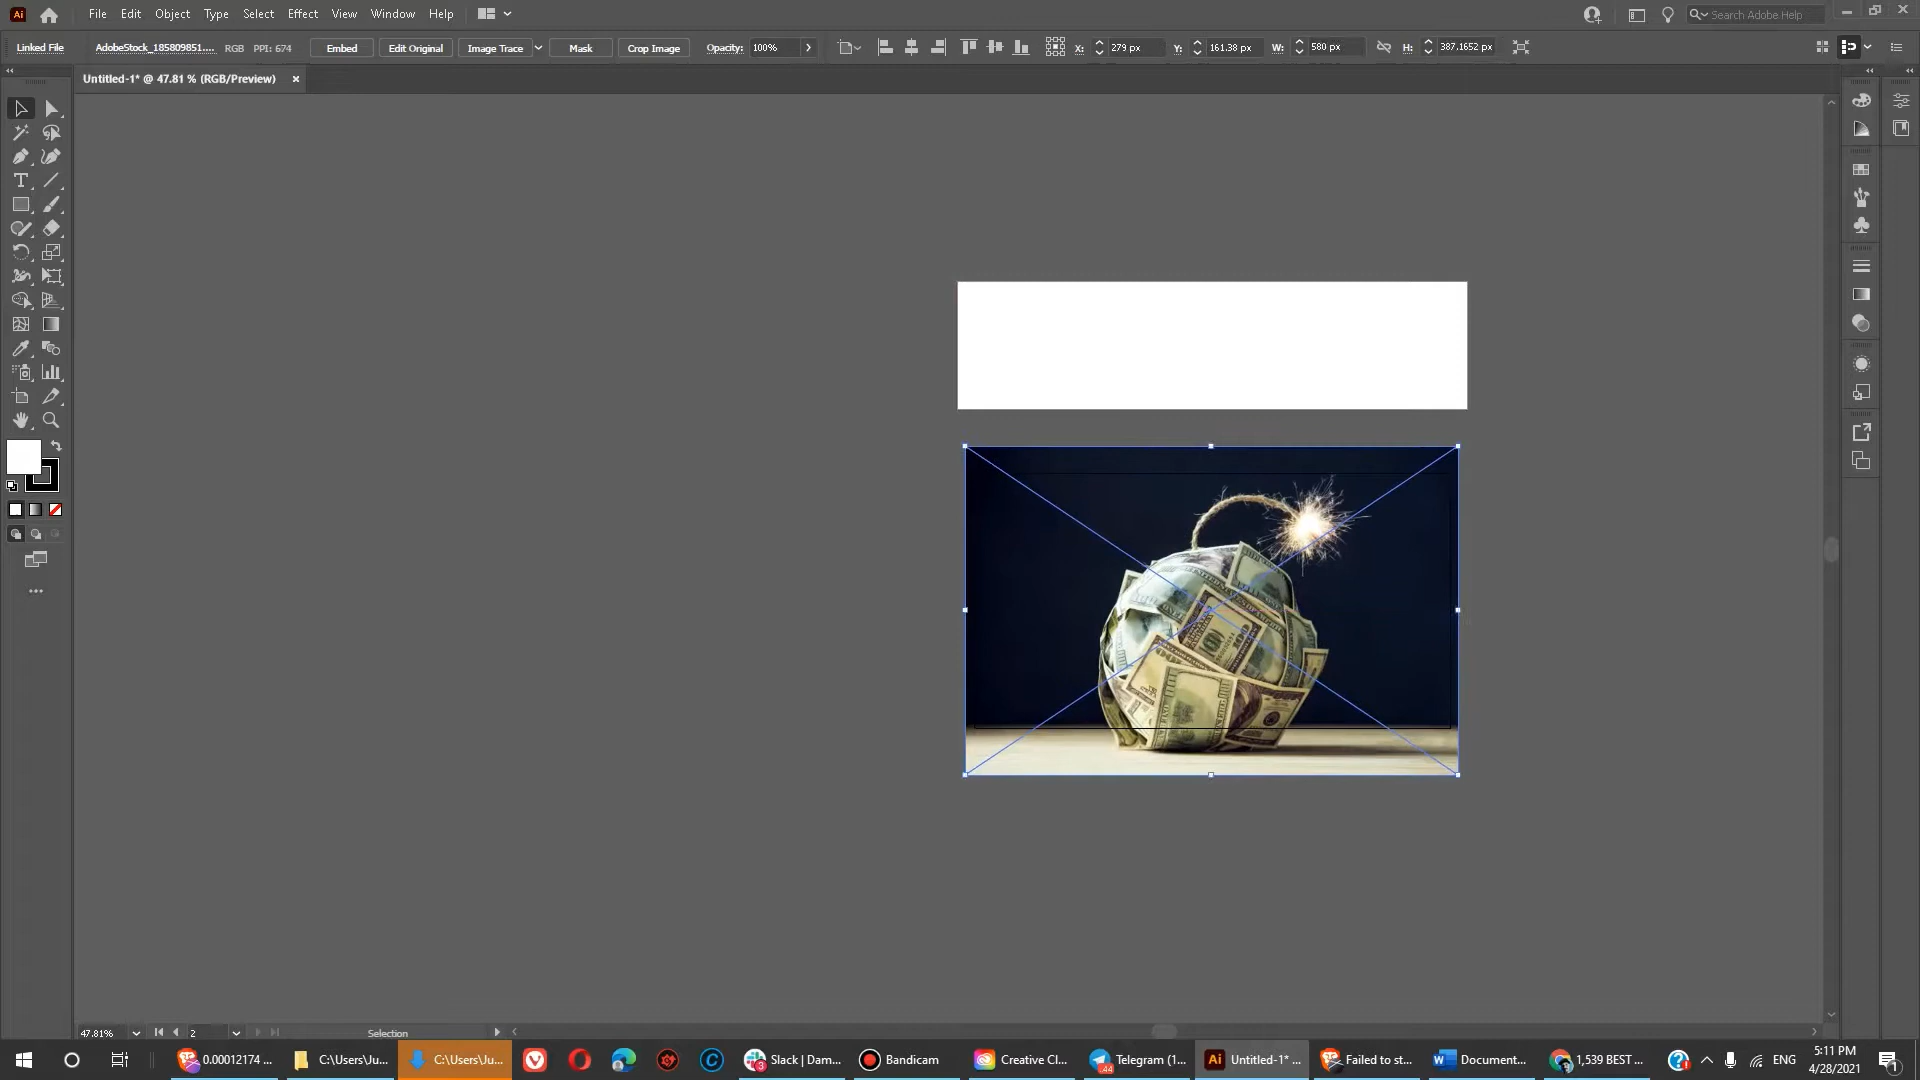 Ai File Edit Object Type Select Effect View Window Help Search Adobe Help
Linked File AdobeStock_185809851.... RGB PPI: 674 Embed Edit Original Image Trace Mask Crop Image Opacity: 100% X: 279 px Y: 161.38 px W: 580 px H: 387.1652 px
Untitled-1* @ 47.81 % (RGB/Preview) ×
47.81% 2 Selection
0.00012174 ... C:\Users\Ju... C:\Users\Ju... Slack | Dam... Bandicam Creative Cl... Telegram (1... Ai Untitled-1* ... Failed to st... Document... 1,539 BEST ... ENG
5:11 PM
4/28/2021